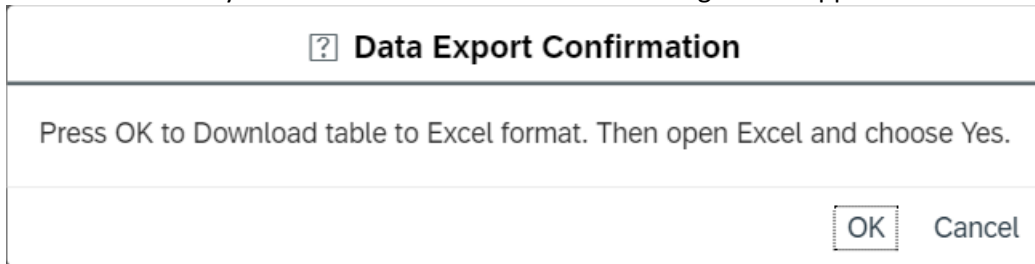 Data Export Confirmation
Press OK to Download table to Excel format. Then open Excel and choose Yes.
OK Cancel